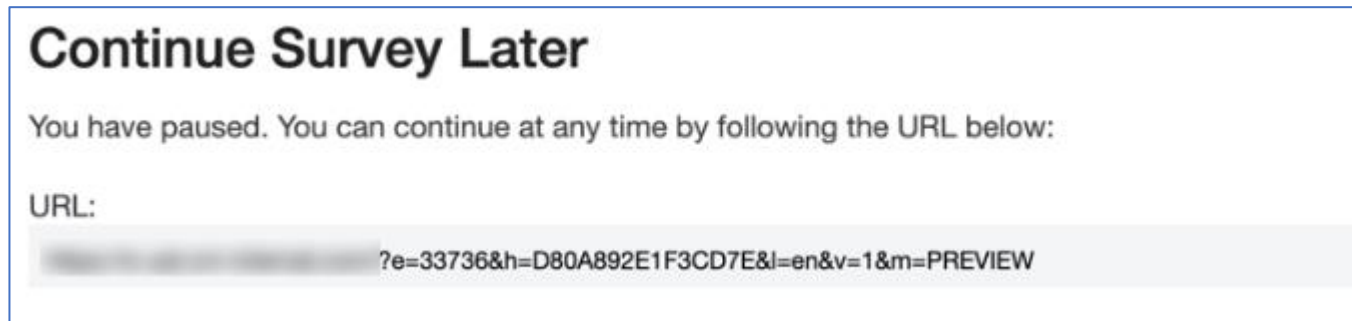 Continue Survey Later
You have paused. You can continue at any time by following the URL below:
URL:
?e=33736&h=D80A892E1F3CD7E&l=en&v=1&m=PREVIEW